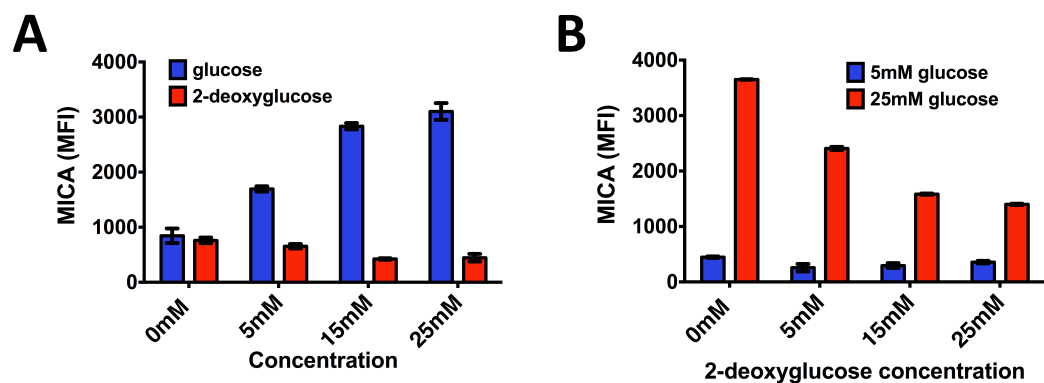 A
MICA (MFI)
4000
3000
2000
1000
0
glucose
2-deoxyglucose
0mM
5mM
15mM
25mM
Concentration
B
MICA (MFI)
4000
3000
2000
1000
0
5mM glucose
25mM glucose
0mM
5mM
15mM
25mM
2-deoxyglucose concentration